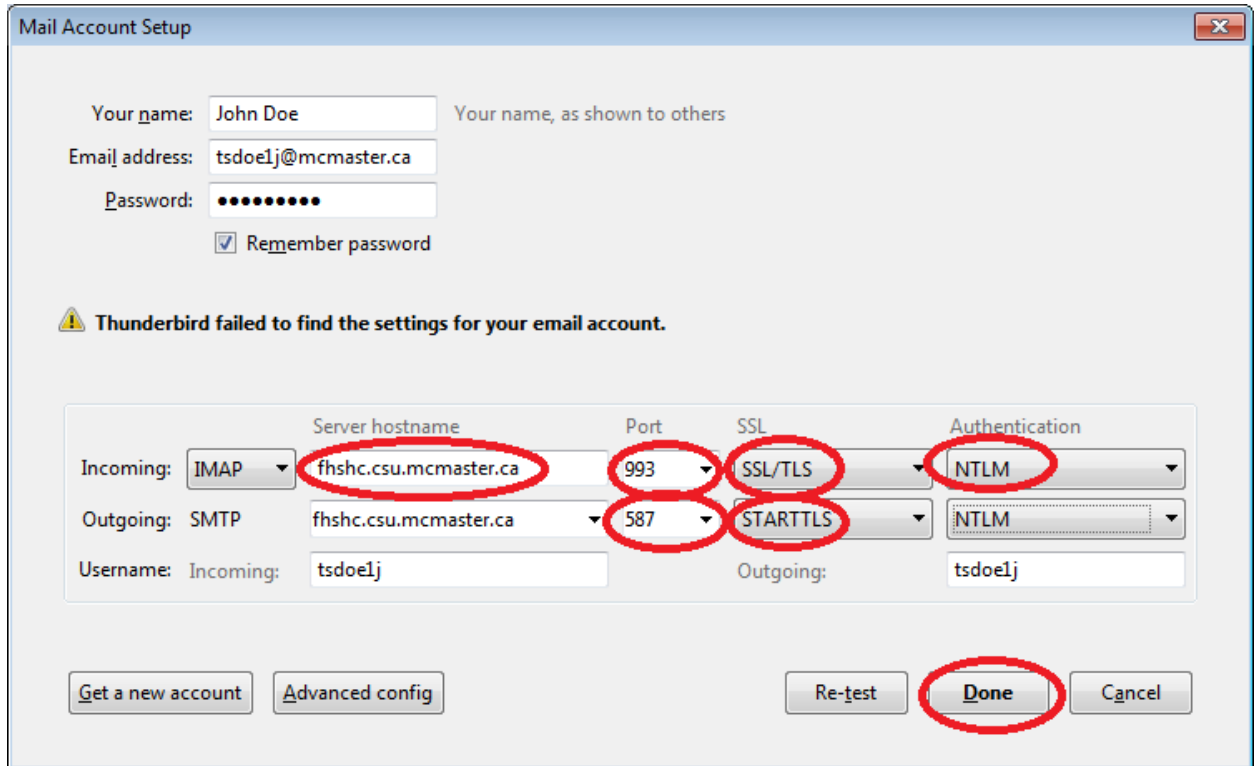 Mail Account Setup
Your name: John Doe Your name, as shown to others
Email address: tsdoe1j@mcmaster.ca
Password: •••••••••
Remember password
Thunderbird failed to find the settings for your email account.
Server hostname Port SSL Authentication
Incoming: IMAP fhshc.csu.mcmaster.ca 993 SSL/TLS NTLM
Outgoing: SMTP fhshc.csu.mcmaster.ca 587 STARTTLS NTLM
Username: Incoming: tsdoe1j Outgoing: tsdoe1j
Get a new account Advanced config Re-test Done Cancel